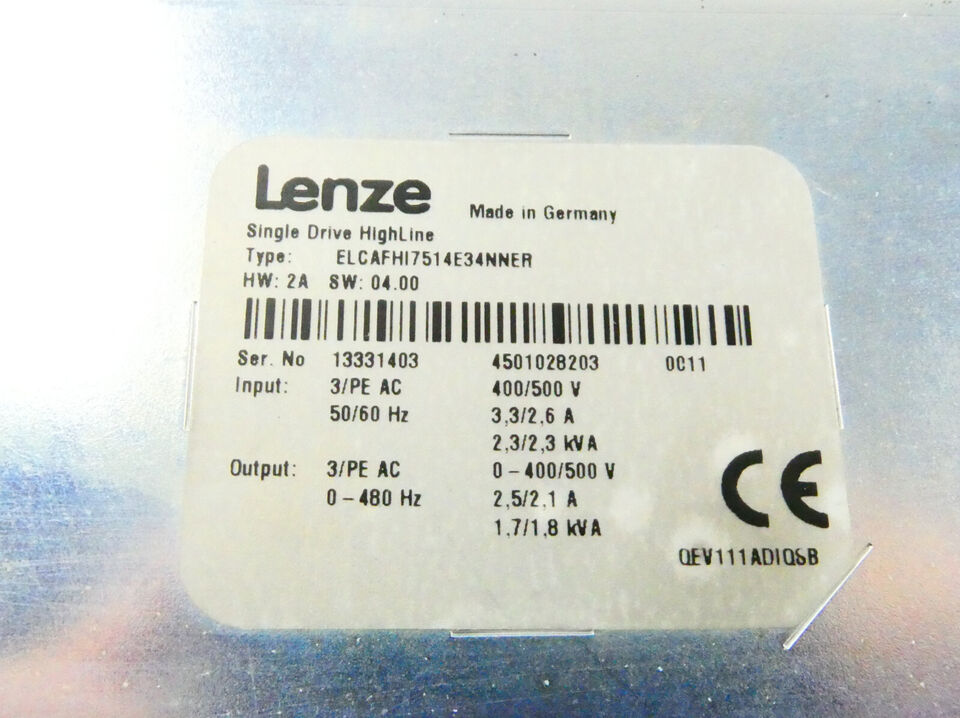 Lenze Made in Germany
Single Drive HighLine
Type: ELCAFHI7514E34NNER
HW: 2A SW: 04.00
Ser. No 13331403 4501028203 0C11
Input: 3/PE AC 400/500 V
50/60 Hz 3,3/2,6 A
2,3/2,3 kVA
Output: 3/PE AC 0-400/500 V
0-480 Hz 2,5/2,1 A
1,7/1,8 kVA
CE
QEV111ADIQ&B